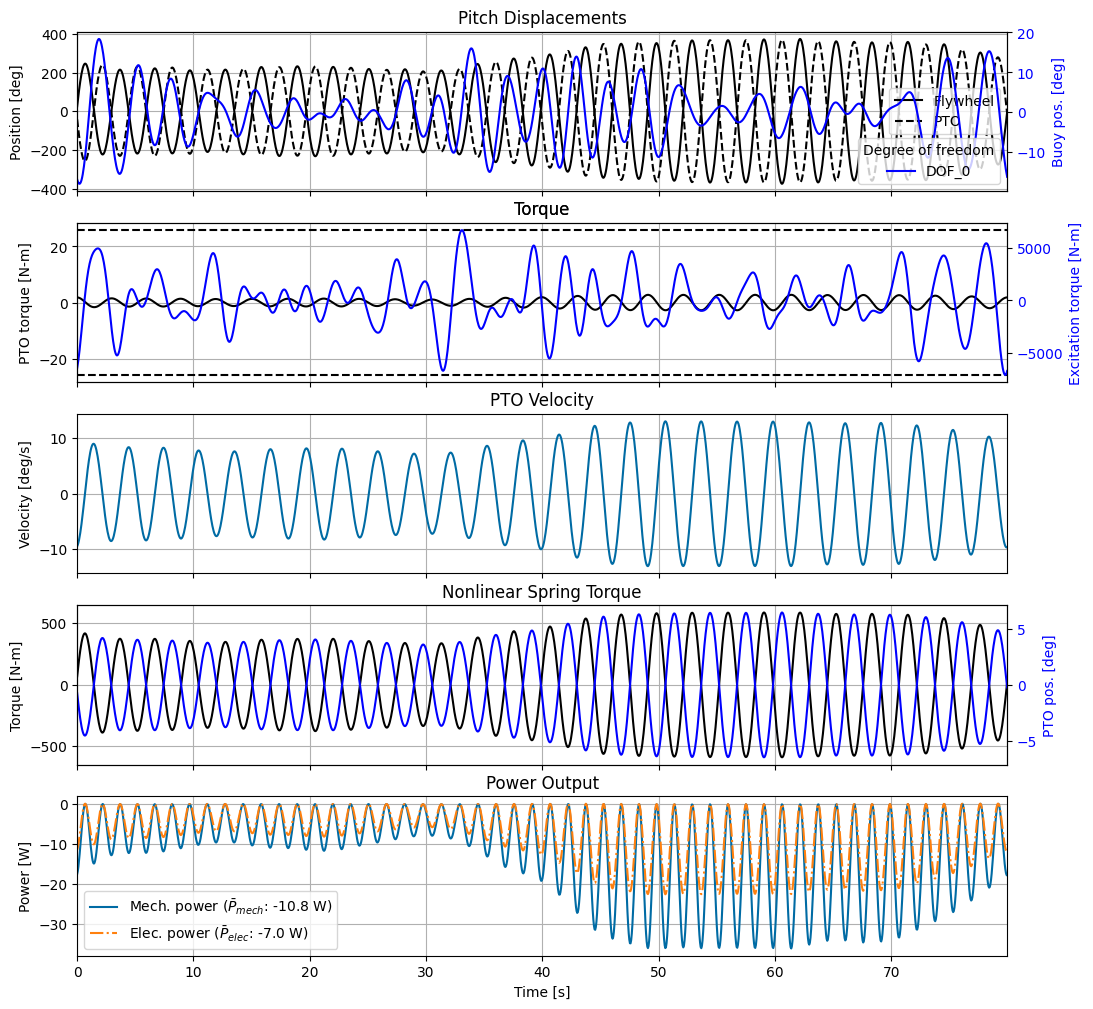 Pitch Displacements
Position [deg]
400
200
0
−200
−400
20
10
0
−10
Buoy pos. [deg]
Flywheel
PTO
Degree of freedom
DOF_0
Torque
PTO torque [N-m]
20
0
−20
5000
0
−5000
Excitation torque [N-m]
PTO Velocity
Velocity [deg/s]
10
0
−10
Nonlinear Spring Torque
Torque [N-m]
500
0
−500
5
0
−5
PTO pos. [deg]
Power Output
Power [W]
0
−10
−20
−30
Mech. power (P̄mech: -10.8 W)
Elec. power (P̄elec: -7.0 W)
0 10 20 30 40 50 60 70
Time [s]